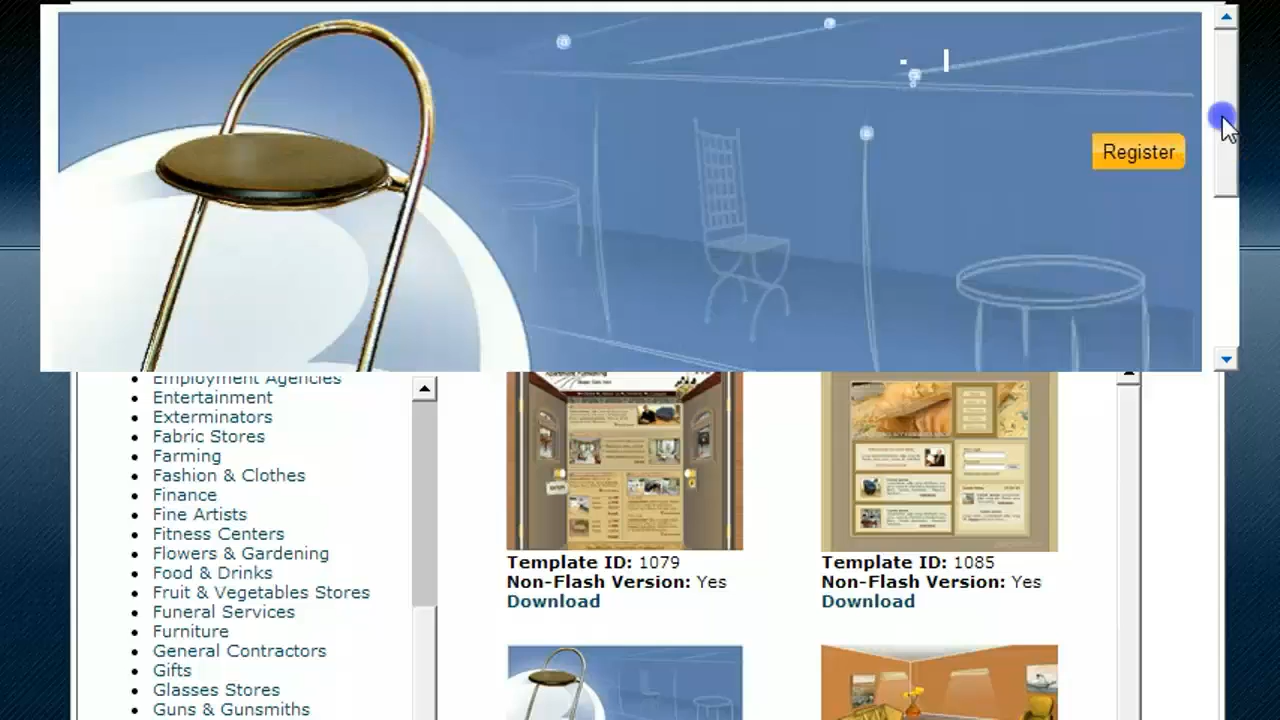 Register
Employment Agencies
Entertainment
Exterminators
Fabric Stores
Farming
Fashion & Clothes
Finance
Fine Artists
Fitness Centers
Flowers & Gardening
Food & Drinks
Fruit & Vegetables Stores
Funeral Services
Furniture
General Contractors
Gifts
Glasses Stores
Guns & Gunsmiths
Template ID: 1079
Non-Flash Version: Yes
Download
Template ID: 1085
Non-Flash Version: Yes
Download